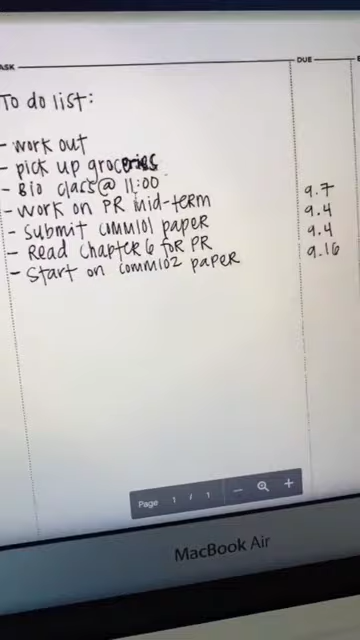 ASK DUE
To do list:
- work out
- pick up groceries
- Bio class @ 11:00
- work on PR mid-term 9.7
- Submit comm101 paper 9.4
- Read Chapter 6 for PR 9.4
- Start on comm102 paper 9.16
Page 1 / 1 − +
MacBook Air